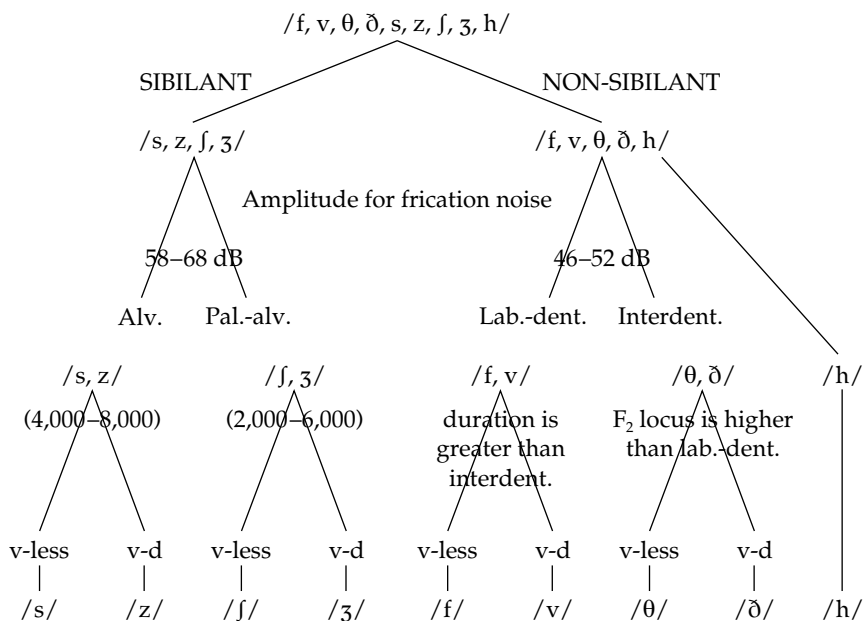 /f, v, θ, ð, s, z, ʃ, ʒ, h/
SIBILANT NON-SIBILANT
/s, z, ʃ, ʒ/ /f, v, θ, ð, h/
Amplitude for frication noise
58–68 dB 46–52 dB
Alv. Pal.-alv. Lab.-dent. Interdent.
/s, z/ /ʃ, ʒ/ /f, v/ /θ, ð/ /h/
(4,000–8,000) (2,000–6,000) duration is F₂ locus is higher
greater than than lab.-dent.
interdent.
v-less v-d v-less v-d v-less v-d v-less v-d
/s/ /z/ /ʃ/ /ʒ/ /f/ /v/ /θ/ /ð/ /h/